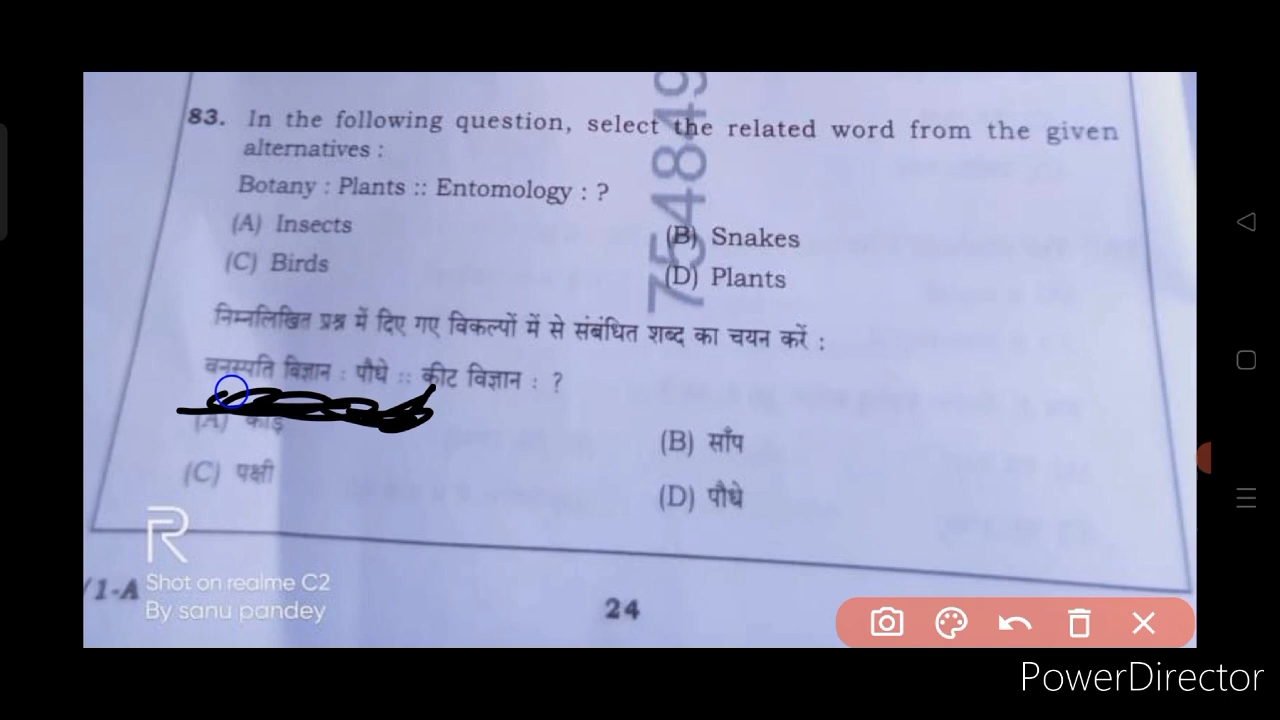 7548849
83. In the following question, select the related word from the given
alternatives :
Botany : Plants :: Entomology : ?
(A) Insects (B) Snakes
(C) Birds (D) Plants
निम्नलिखित प्रश्न में दिए गए विकल्पों में से संबंधित शब्द का चयन करें :
वनस्पति विज्ञान : पौधे :: कीट विज्ञान : ?
(A) (B) साँप
(C) पक्षी (D) पौधे
R
Shot on realme C2
By sanu pandey
/1-A
24
PowerDirector